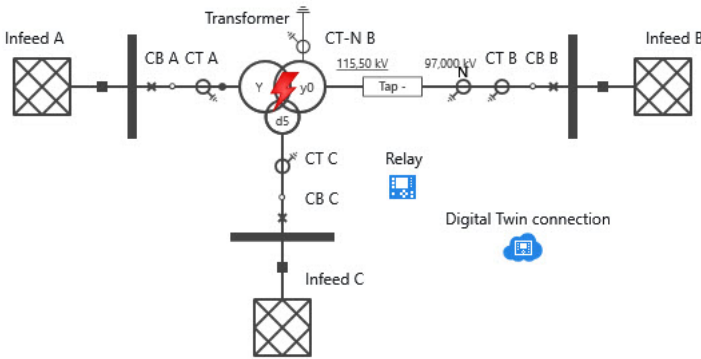 Transformer
Infeed A
CB A CT A
CT-N B
115,50 kV
97,000 kV
N
CT B CB B
Infeed B
Y
y0
Tap -
d5
CT C
Relay
CB C
Digital Twin connection
Infeed C